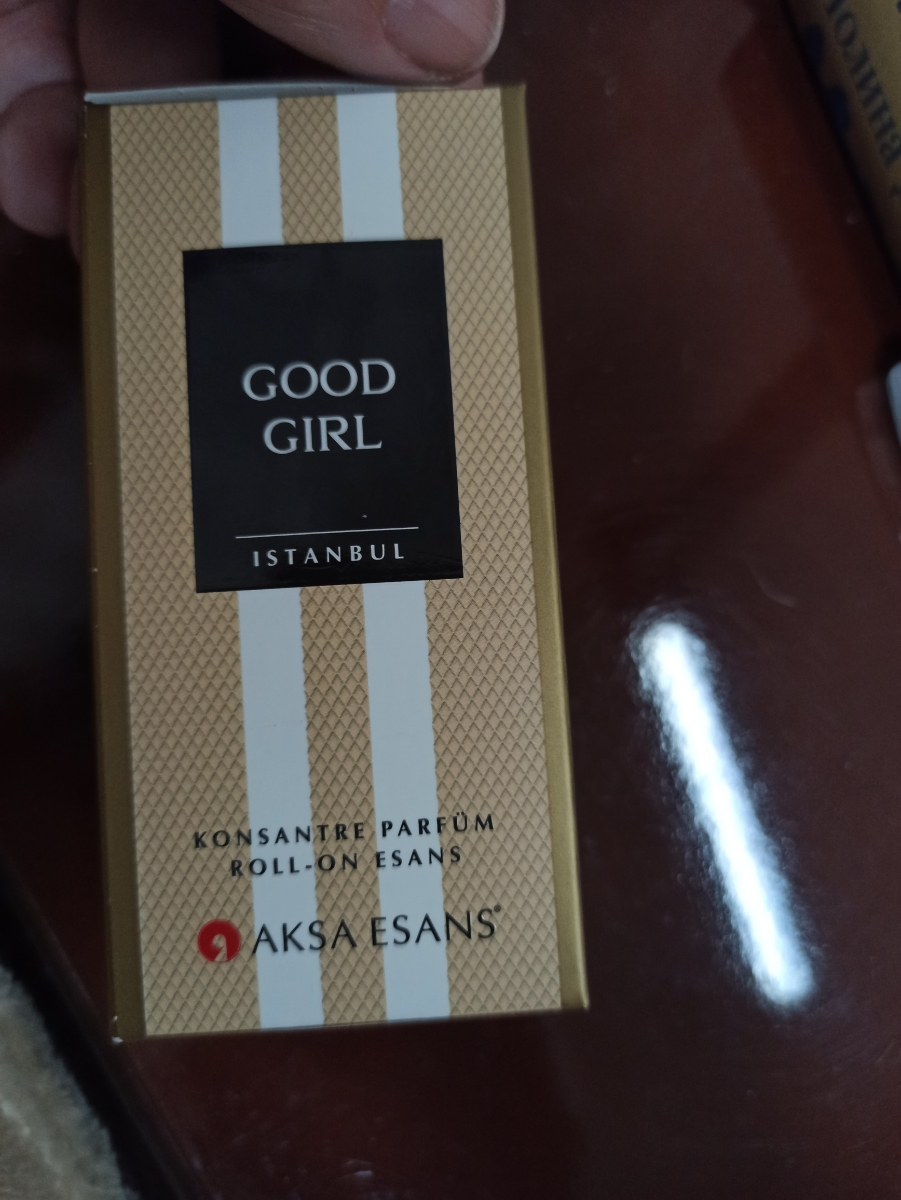 GOOD
GIRL
ISTANBUL
KONSANTRE PARFÜM
ROLL-ON ESANS
AKSA ESANS®